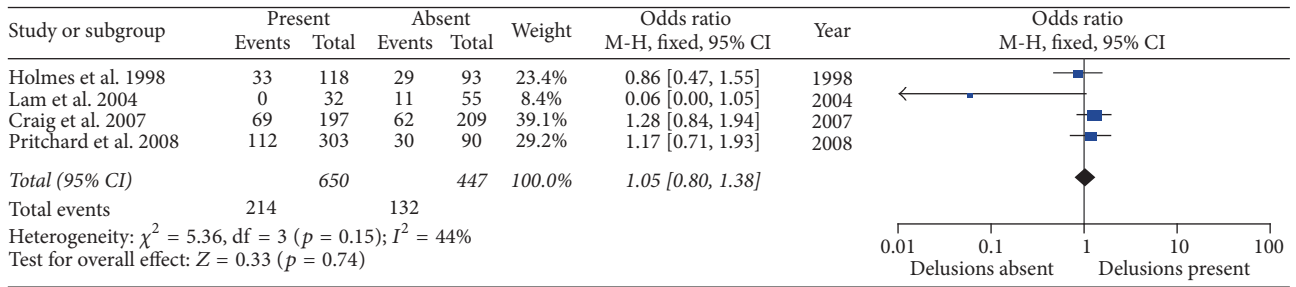 Study or subgroup Present Absent Weight Odds ratio Year Odds ratio
Events Total Events Total M-H, fixed, 95% CI M-H, fixed, 95% CI
Holmes et al. 1998 33 118 29 93 23.4% 0.86 [0.47, 1.55] 1998
Lam et al. 2004 0 32 11 55 8.4% 0.06 [0.00, 1.05] 2004
Craig et al. 2007 69 197 62 209 39.1% 1.28 [0.84, 1.94] 2007
Pritchard et al. 2008 112 303 30 90 29.2% 1.17 [0.71, 1.93] 2008
Total (95% CI) 650 447 100.0% 1.05 [0.80, 1.38]
Total events 214 132
Heterogeneity: χ² = 5.36, df = 3 (p = 0.15); I² = 44%
Test for overall effect: Z = 0.33 (p = 0.74)
0.01 0.1 1 10 100
Delusions absent Delusions present